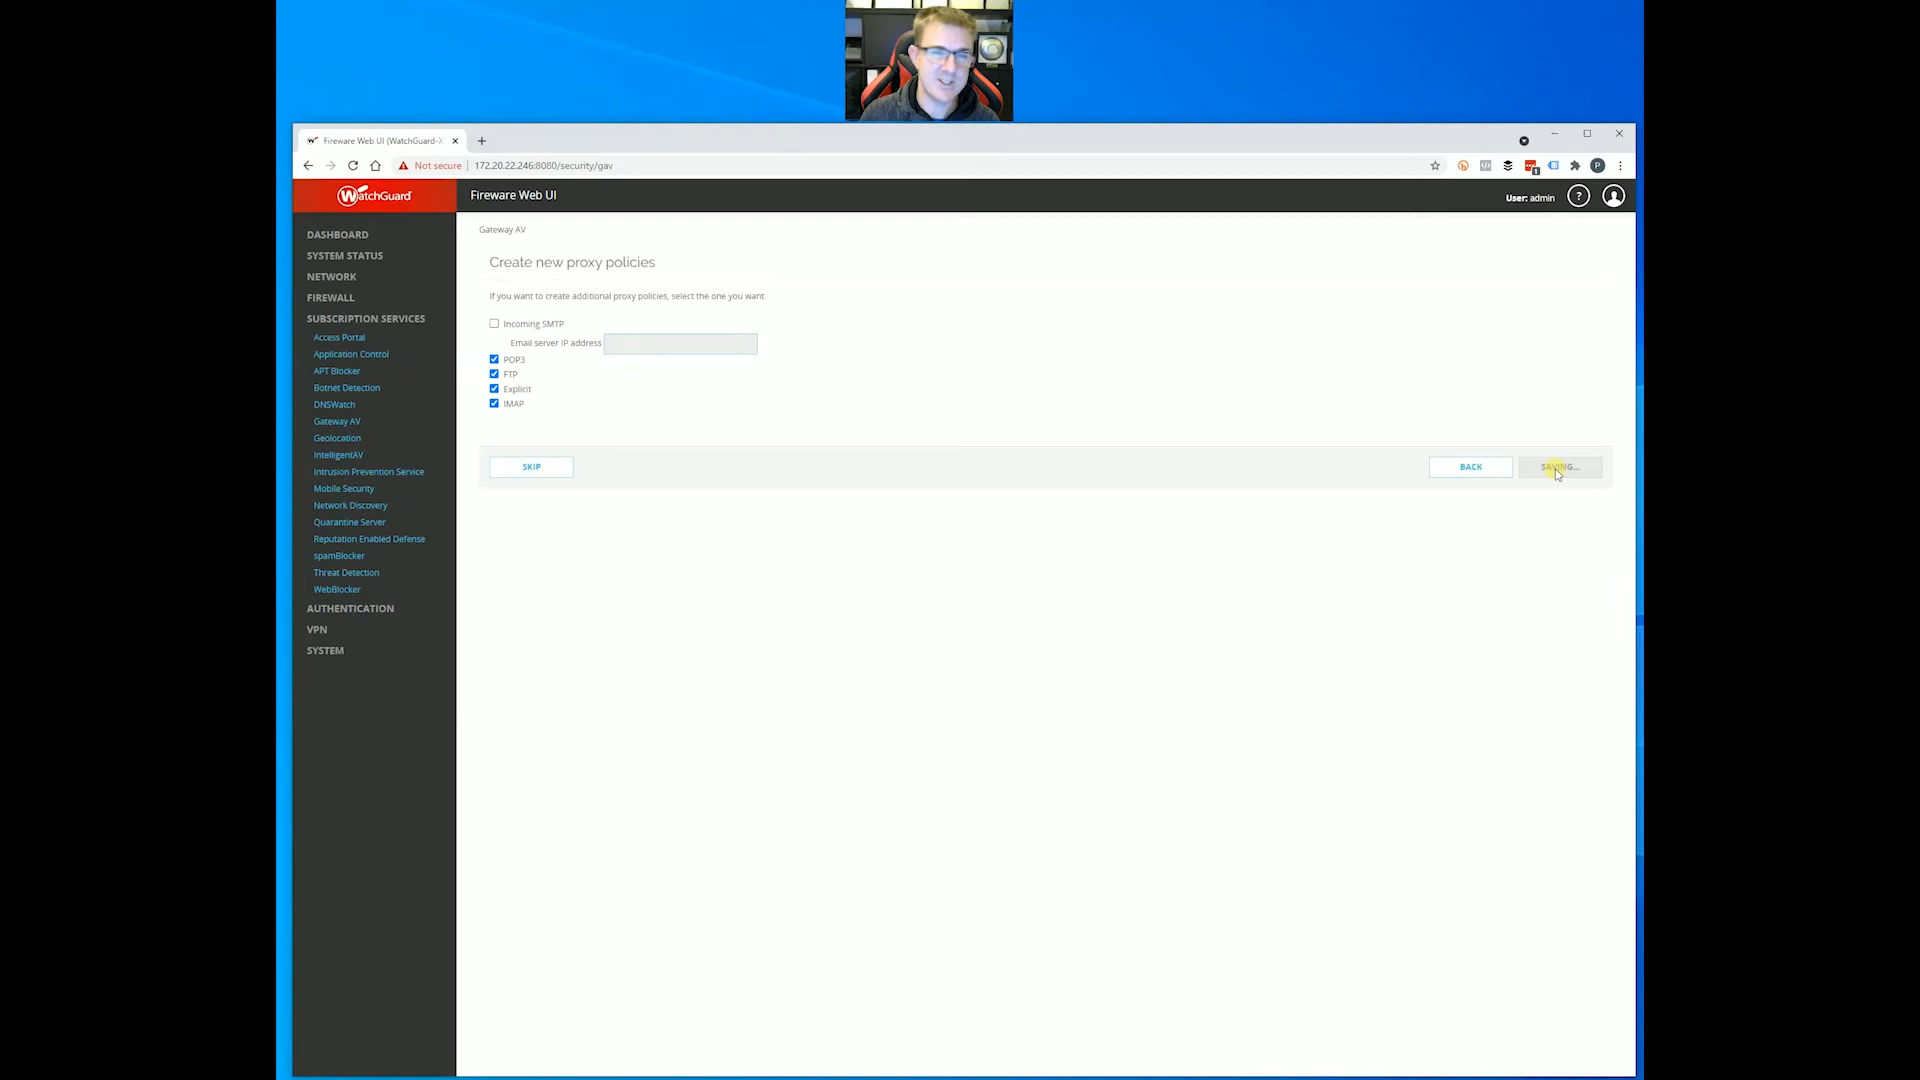 Fireware Web UI (WatchGuard-X
Not secure
172.20.22.246:8080/security/gav
P
1
WatchGuard
Fireware Web UI
User: admin
?
DASHBOARD
SYSTEM STATUS
NETWORK
FIREWALL
SUBSCRIPTION SERVICES
Access Portal
Application Control
APT Blocker
Botnet Detection
DNSWatch
Gateway AV
Geolocation
IntelligentAV
Intrusion Prevention Service
Mobile Security
Network Discovery
Quarantine Server
Reputation Enabled Defense
spamBlocker
Threat Detection
WebBlocker
AUTHENTICATION
VPN
SYSTEM
Gateway AV
Create new proxy policies
If you want to create additional proxy policies, select the one you want.
Incoming SMTP
Email server IP address
POP3
FTP
Explicit
IMAP
SKIP
BACK
SAVING...